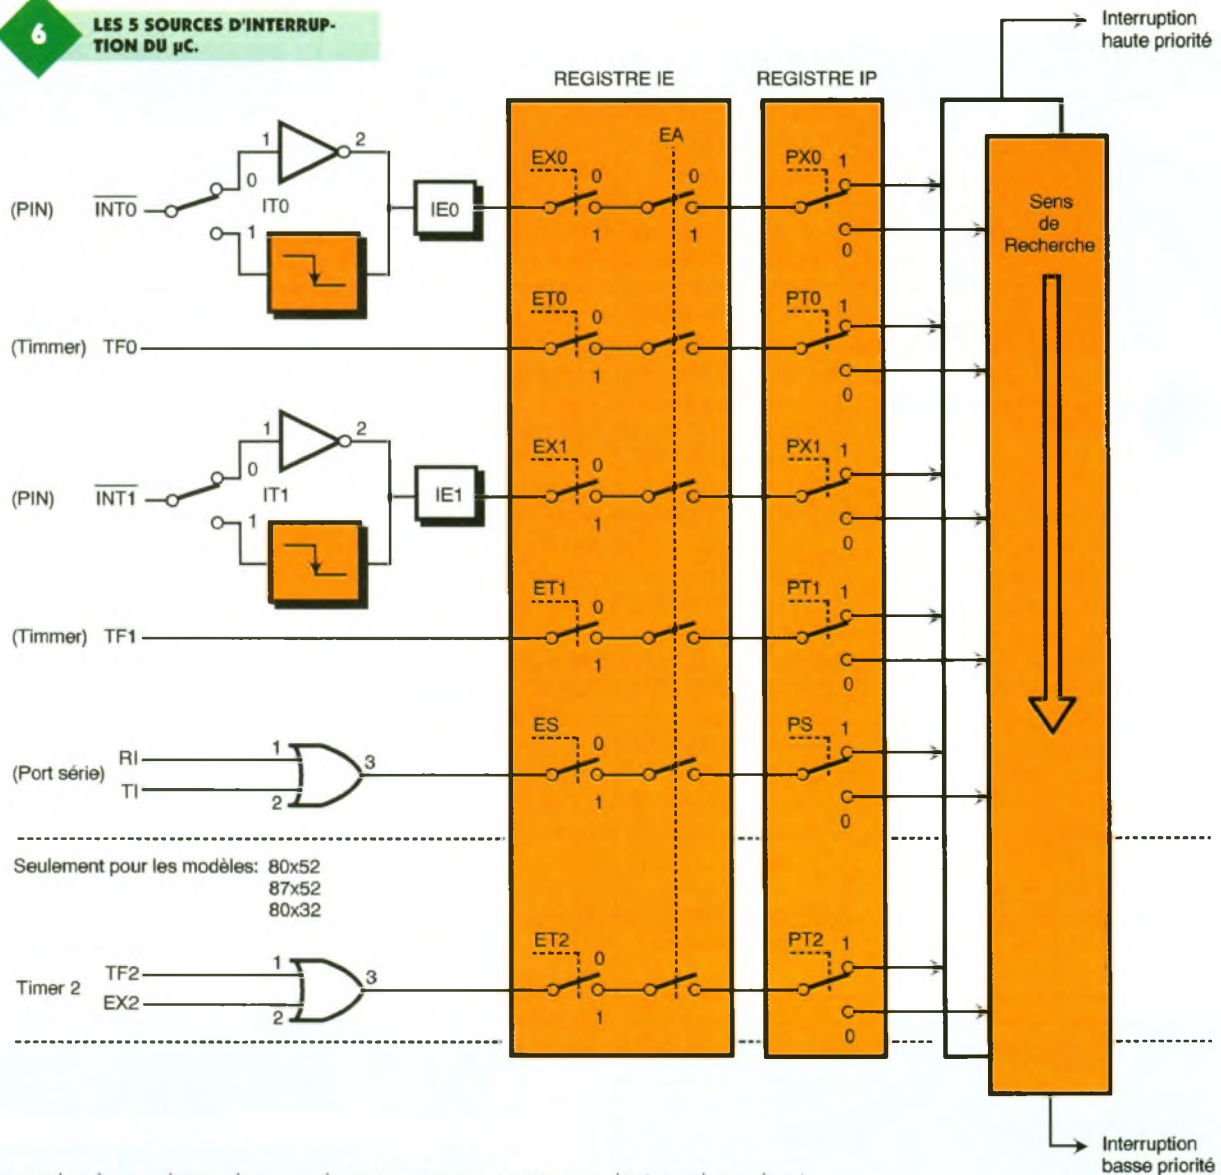 6
LES 5 SOURCES D'INTERRUP-
TION DU µC.
Interruption
haute priorité
REGISTRE IE
REGISTRE IP
(PIN) INT0
1 2
0
IT0
1
IE0
EX0
0
1
EA
0
1
PX0
1
0
Sens
de
Recherche
(Timmer) TF0
ET0
0
1
PT0
1
0
(PIN) INT1
1 2
0
IT1
1
IE1
EX1
0
1
PX1
1
0
(Timmer) TF1
ET1
0
1
PT1
1
0
(Port série)
RI
TI
1
2
3
ES
0
1
PS
1
0
Seulement pour les modèles: 80x52
87x52
80x32
Timer 2
TF2
EX2
1
2
3
ET2
0
1
PT2
1
0
Interruption
basse priorité